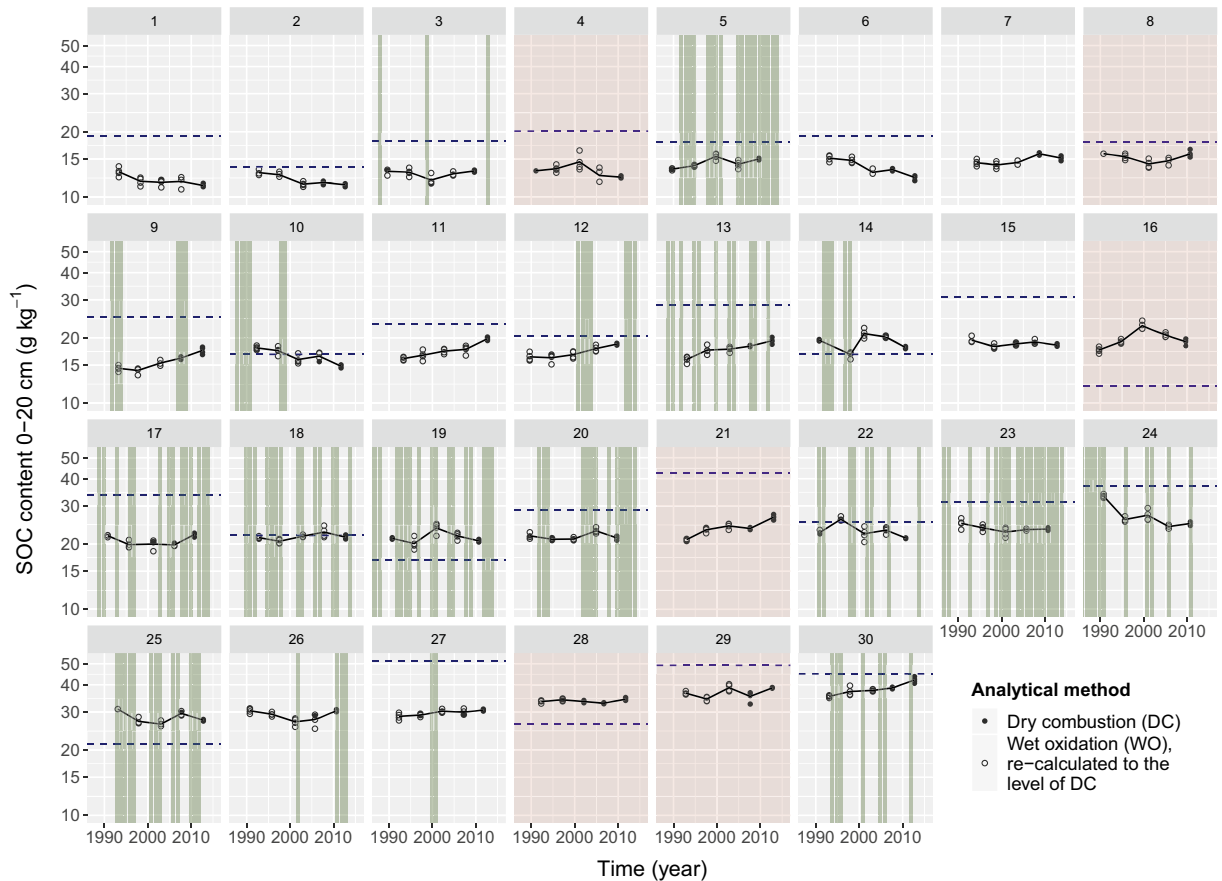 1 2 3 4 5 6 7 8
50
40
30
20
15
10
9 10 11 12 13 14 15 16
50
40
30
20
15
10
SOC content 0−20 cm (g kg⁻¹)
17 18 19 20 21 22 23 24
50
40
30
20
15
10
1990 2000 2010 1990 2000 2010
25 26 27 28 29 30
50
40
30
20
15
10
1990 2000 2010 1990 2000 2010 1990 2000 2010 1990 2000 2010 1990 2000 2010 1990 2000 2010
Time (year)
Analytical method
Dry combustion (DC)
Wet oxidation (WO),
re−calculated to the
level of DC